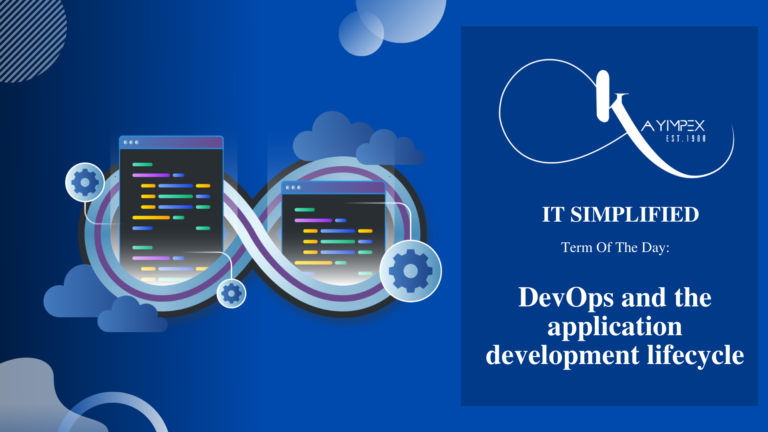 KAYIMPEX
EST.1988
IT SIMPLIFIED
Term Of The Day:
DevOps and the
application
development lifecycle